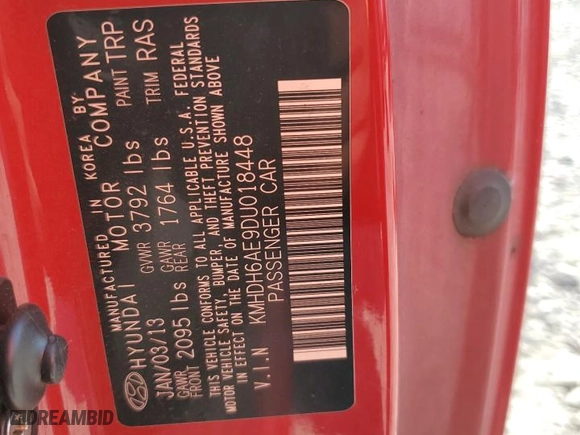 MANUFACTURED IN KOREA BY
HYUNDAI MOTOR COMPANY
JAN/03/13 GVWR 3792 lbs PAINT TRP
GAWR FRONT 2095 lbs GAWR REAR 1764 lbs TRIM RAS
THIS VEHICLE CONFORMS TO ALL APPLICABLE U.S.A. FEDERAL
MOTOR VEHICLE SAFETY, BUMPER, AND THEFT PREVENTION STANDARDS
IN EFFECT ON THE DATE OF MANUFACTURE SHOWN ABOVE
V.I.N KMHDH6AE9DU018448
PASSENGER CAR
DREAMBID